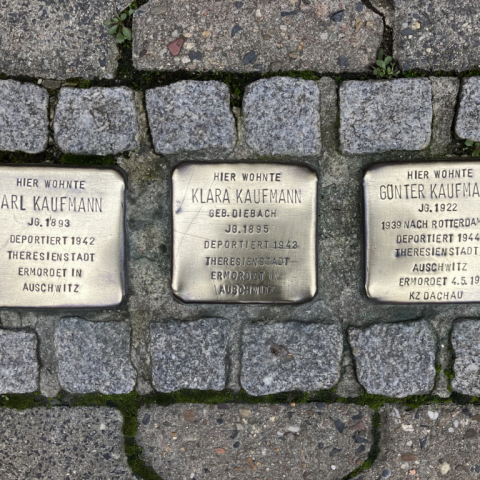 HIER WOHNTE
ARL KAUFMANN
JG. 1893
DEPORTIERT 1942
THERESIENSTADT
ERMORDET IN
AUSCHWITZ
HIER WOHNTE
KLARA KAUFMANN
GEB. DIEBACH
JG. 1895
DEPORTIERT 1942
THERESIENSTADT
ERMORDET IN
AUSCHWITZ
HIER WOHNTE
GÜNTER KAUFMA
JG. 1922
1939 NACH ROTTERDAM
DEPORTIERT 1944
THERESIENSTADT
AUSCHWITZ
ERMORDET 4.5.19
KZ DACHAU